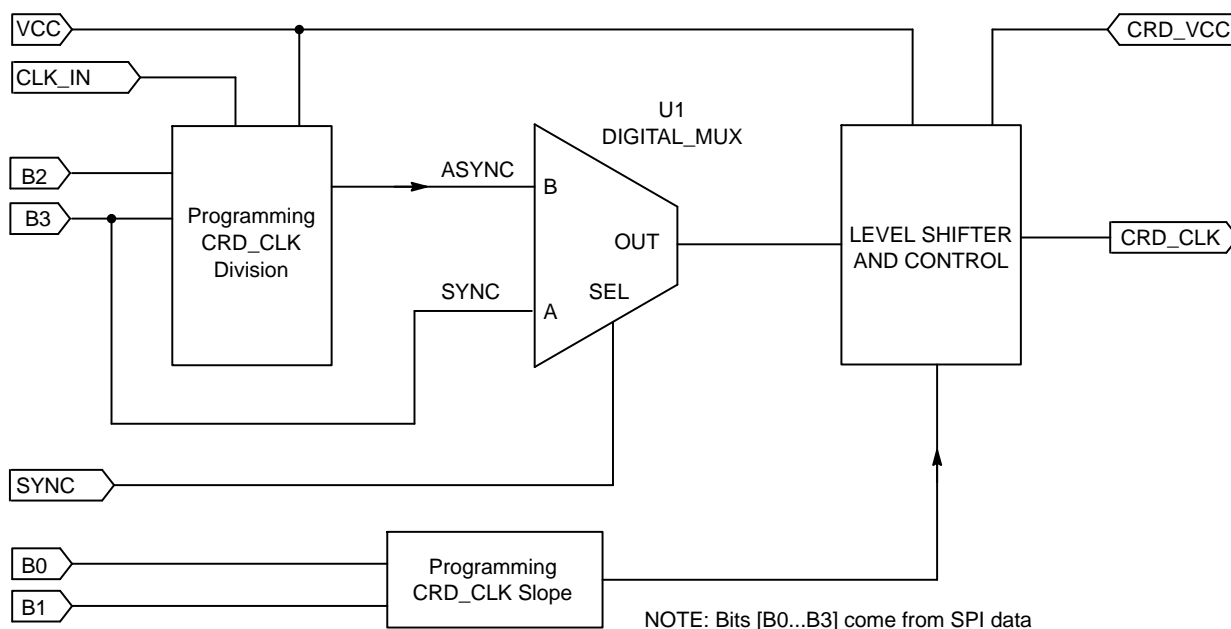 VCC
CRD_VCC
CLK_IN
U1
DIGITAL_MUX
B2
ASYNC
B
B3
Programming
CRD_CLK
Division
OUT
LEVEL SHIFTER
AND CONTROL
CRD_CLK
SYNC
SEL
A
SYNC
B0
Programming
CRD_CLK Slope
B1
NOTE: Bits [B0...B3] come from SPI data